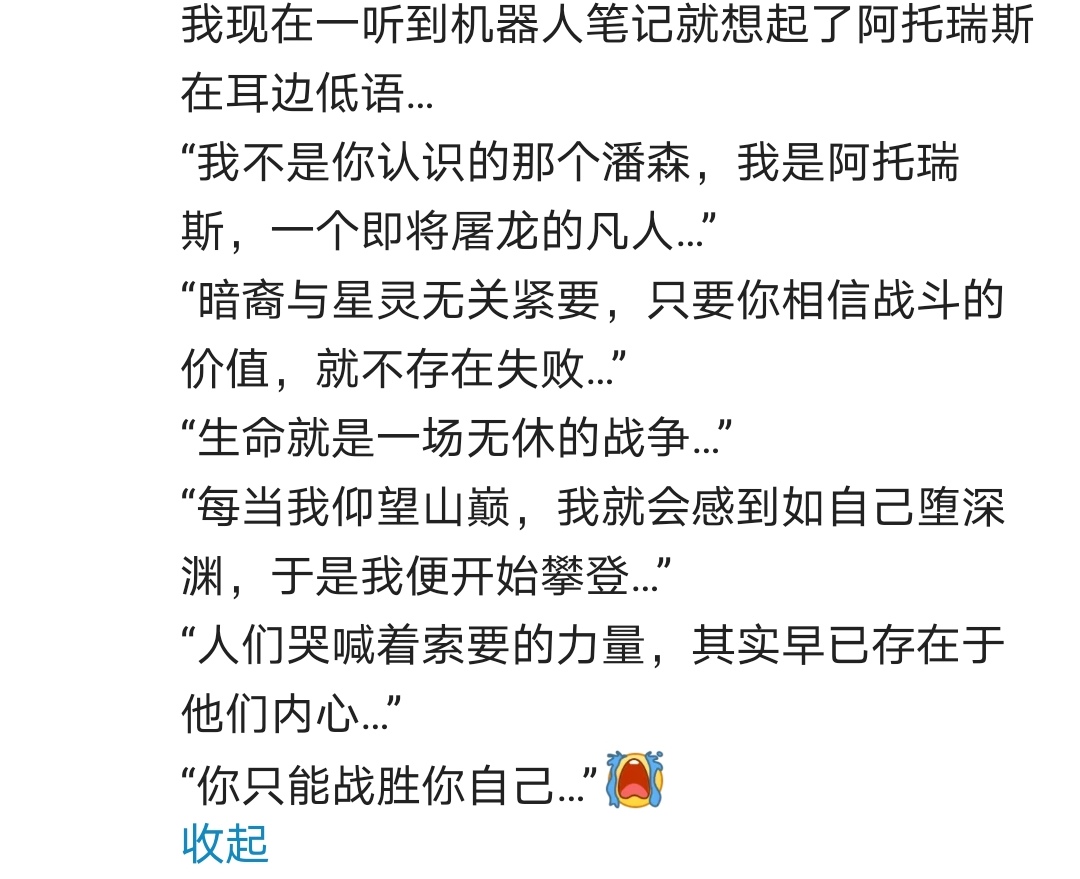 我现在一听到机器人笔记就想起了阿托瑞斯
在耳边低语...
“我不是你认识的那个潘森，我是阿托瑞
斯，一个即将屠龙的凡人...”
“暗裔与星灵无关紧要，只要你相信战斗的
价值，就不存在失败...”
“生命就是一场无休的战争...”
“每当我仰望山巅，我就会感到如自己堕深
渊，于是我便开始攀登...”
“人们哭喊着索要的力量，其实早已存在于
他们内心...”
“你只能战胜你自己...”😭
收起